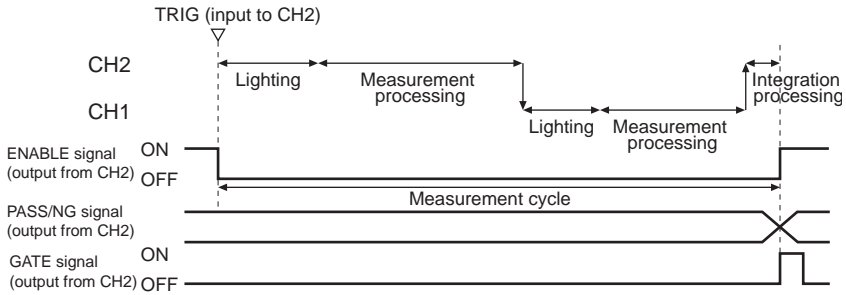 TRIG (input to CH2)
CH2
Lighting
Measurement
processing
Integration
processing
CH1
Lighting
Measurement
processing
ENABLE signal
(output from CH2)
ON
OFF
Measurement cycle
PASS/NG signal
(output from CH2)
GATE signal
(output from CH2)
ON
OFF